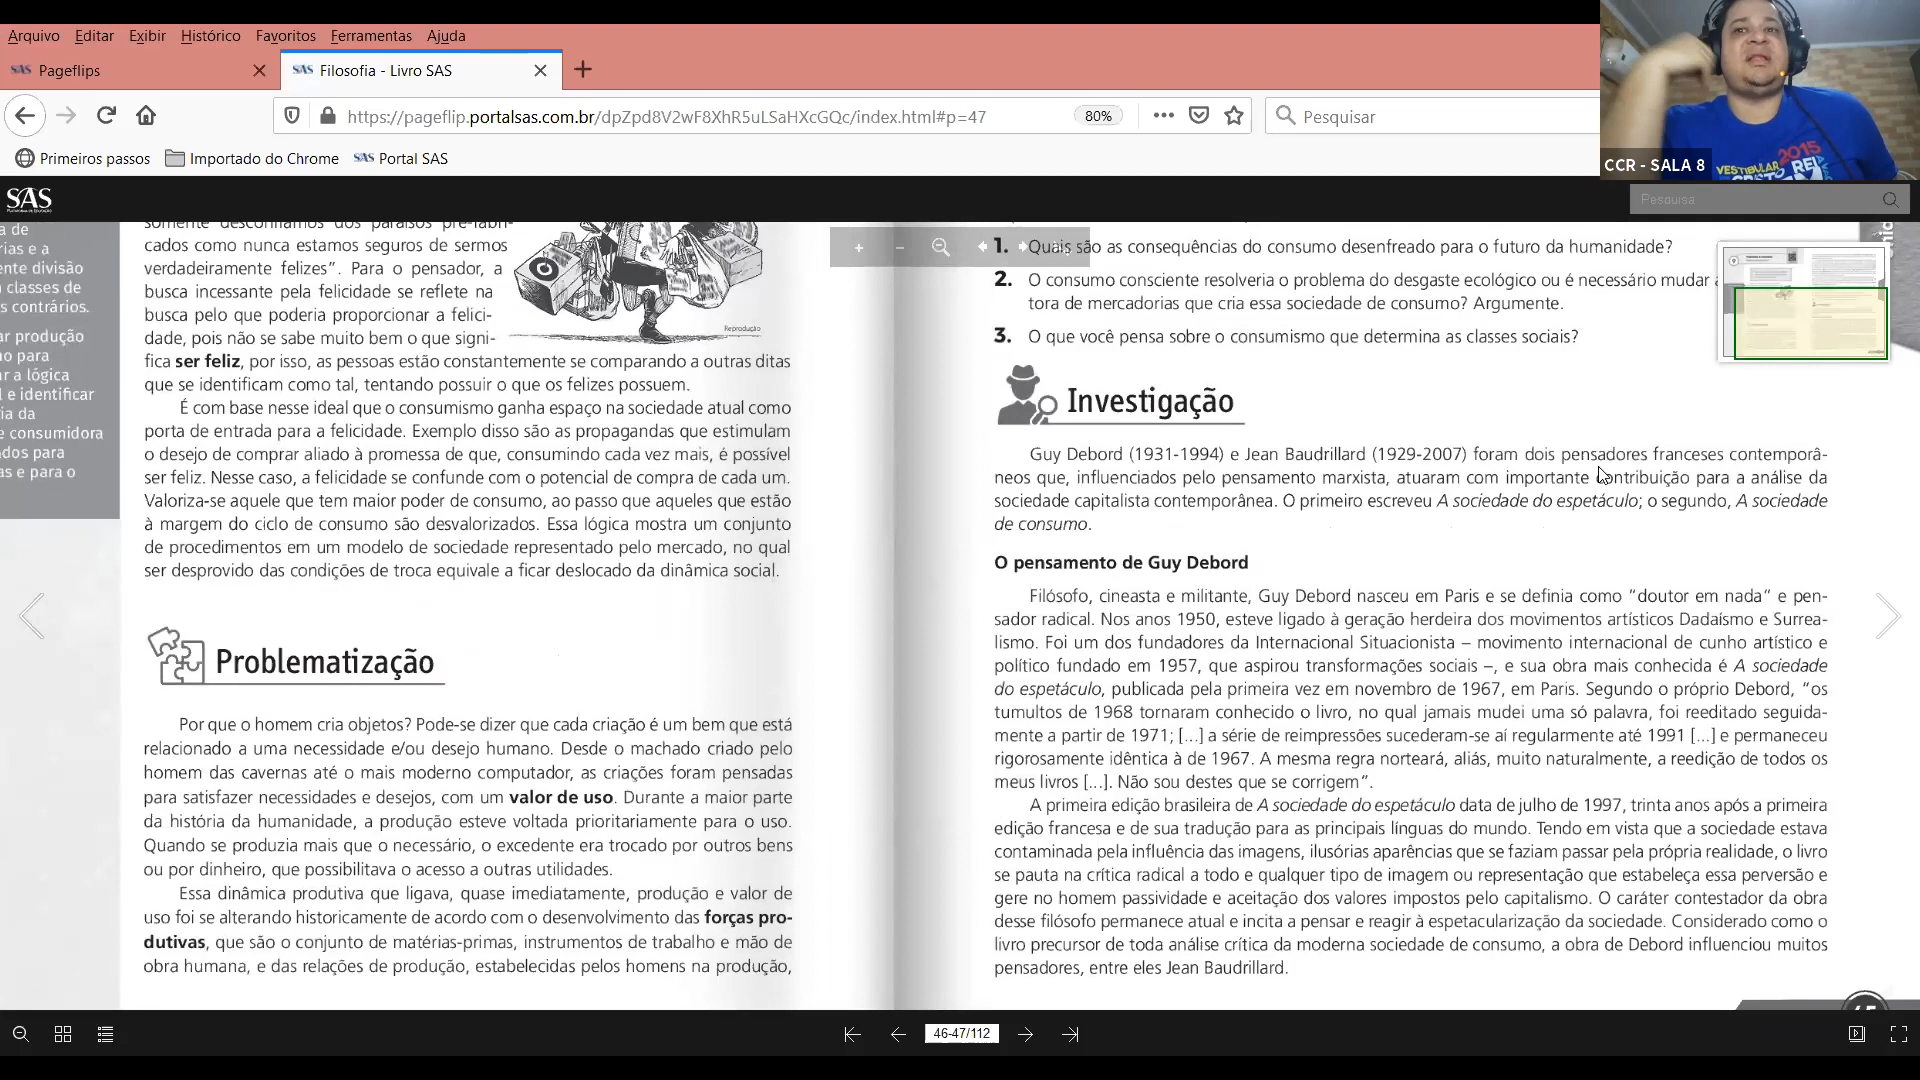 Arquivo Editar Exibir Histórico Favoritos Ferramentas Ajuda
SAS Pageflips
SAS Filosofia - Livro SAS
https://pageflip.portalsas.com.br/dpZpd8V2wF8XhR5uLSaHXcGQc/index.html#p=47
80%
Pesquisar
Primeiros passos Importado do Chrome SAS Portal SAS
CCR - SALA 8
VESTIBULAR 2015
SAS
Pesquisa
a de
rias e a
ente divisão
classes de
s contrários.
ar produção
o para
ar a lógica
l e identificar
ia da
e consumidora
dos para
as e para o
somente desconfiamos dos paraísos pré-fabri-
cados como nunca estamos seguros de sermos
verdadeiramente felizes”. Para o pensador, a
busca incessante pela felicidade se reflete na
busca pelo que poderia proporcionar a felici-
dade, pois não se sabe muito bem o que signi-
fica ser feliz, por isso, as pessoas estão constantemente se comparando a outras ditas
que se identificam como tal, tentando possuir o que os felizes possuem.
Reprodução
É com base nesse ideal que o consumismo ganha espaço na sociedade atual como
porta de entrada para a felicidade. Exemplo disso são as propagandas que estimulam
o desejo de comprar aliado à promessa de que, consumindo cada vez mais, é possível
ser feliz. Nesse caso, a felicidade se confunde com o potencial de compra de cada um.
Valoriza-se aquele que tem maior poder de consumo, ao passo que aqueles que estão
à margem do ciclo de consumo são desvalorizados. Essa lógica mostra um conjunto
de procedimentos em um modelo de sociedade representado pelo mercado, no qual
ser desprovido das condições de troca equivale a ficar deslocado da dinâmica social.
Problematização
Por que o homem cria objetos? Pode-se dizer que cada criação é um bem que está
relacionado a uma necessidade e/ou desejo humano. Desde o machado criado pelo
homem das cavernas até o mais moderno computador, as criações foram pensadas
para satisfazer necessidades e desejos, com um valor de uso. Durante a maior parte
da história da humanidade, a produção esteve voltada prioritariamente para o uso.
Quando se produzia mais que o necessário, o excedente era trocado por outros bens
ou por dinheiro, que possibilitava o acesso a outras utilidades.
Essa dinâmica produtiva que ligava, quase imediatamente, produção e valor de
uso foi se alterando historicamente de acordo com o desenvolvimento das forças pro-
dutivas, que são o conjunto de matérias-primas, instrumentos de trabalho e mão de
obra humana, e das relações de produção, estabelecidas pelos homens na produção,
1. Quais são as consequências do consumo desenfreado para o futuro da humanidade?
2. O consumo consciente resolveria o problema do desgaste ecológico ou é necessário mudar a
tora de mercadorias que cria essa sociedade de consumo? Argumente.
3. O que você pensa sobre o consumismo que determina as classes sociais?
Investigação
Guy Debord (1931-1994) e Jean Baudrillard (1929-2007) foram dois pensadores franceses contemporâ-
neos que, influenciados pelo pensamento marxista, atuaram com importante contribuição para a análise da
sociedade capitalista contemporânea. O primeiro escreveu A sociedade do espetáculo; o segundo, A sociedade
de consumo.
O pensamento de Guy Debord
Filósofo, cineasta e militante, Guy Debord nasceu em Paris e se definia como “doutor em nada“ e pen-
sador radical. Nos anos 1950, esteve ligado à geração herdeira dos movimentos artísticos Dadaísmo e Surrea-
lismo. Foi um dos fundadores da Internacional Situacionista – movimento internacional de cunho artístico e
político fundado em 1957, que aspirou transformações sociais –, e sua obra mais conhecida é A sociedade
do espetáculo, publicada pela primeira vez em novembro de 1967, em Paris. Segundo o próprio Debord, “os
tumultos de 1968 tornaram conhecido o livro, no qual jamais mudei uma só palavra, foi reeditado seguida-
mente a partir de 1971; [...] a série de reimpressões sucederam-se aí regularmente até 1991 [...] e permaneceu
rigorosamente idêntica à de 1967. A mesma regra norteará, aliás, muito naturalmente, a reedição de todos os
meus livros [...]. Não sou destes que se corrigem”.
A primeira edição brasileira de A sociedade do espetáculo data de julho de 1997, trinta anos após a primeira
edição francesa e de sua tradução para as principais línguas do mundo. Tendo em vista que a sociedade estava
contaminada pela influência das imagens, ilusórias aparências que se faziam passar pela própria realidade, o livro
se pauta na crítica radical a todo e qualquer tipo de imagem ou representação que estabeleça essa perversão e
gere no homem passividade e aceitação dos valores impostos pelo capitalismo. O caráter contestador da obra
desse filósofo permanece atual e incita a pensar e reagir à espetacularização da sociedade. Considerado como o
livro precursor de toda análise crítica da moderna sociedade de consumo, a obra de Debord influenciou muitos
pensadores, entre eles Jean Baudrillard.
46-47/112